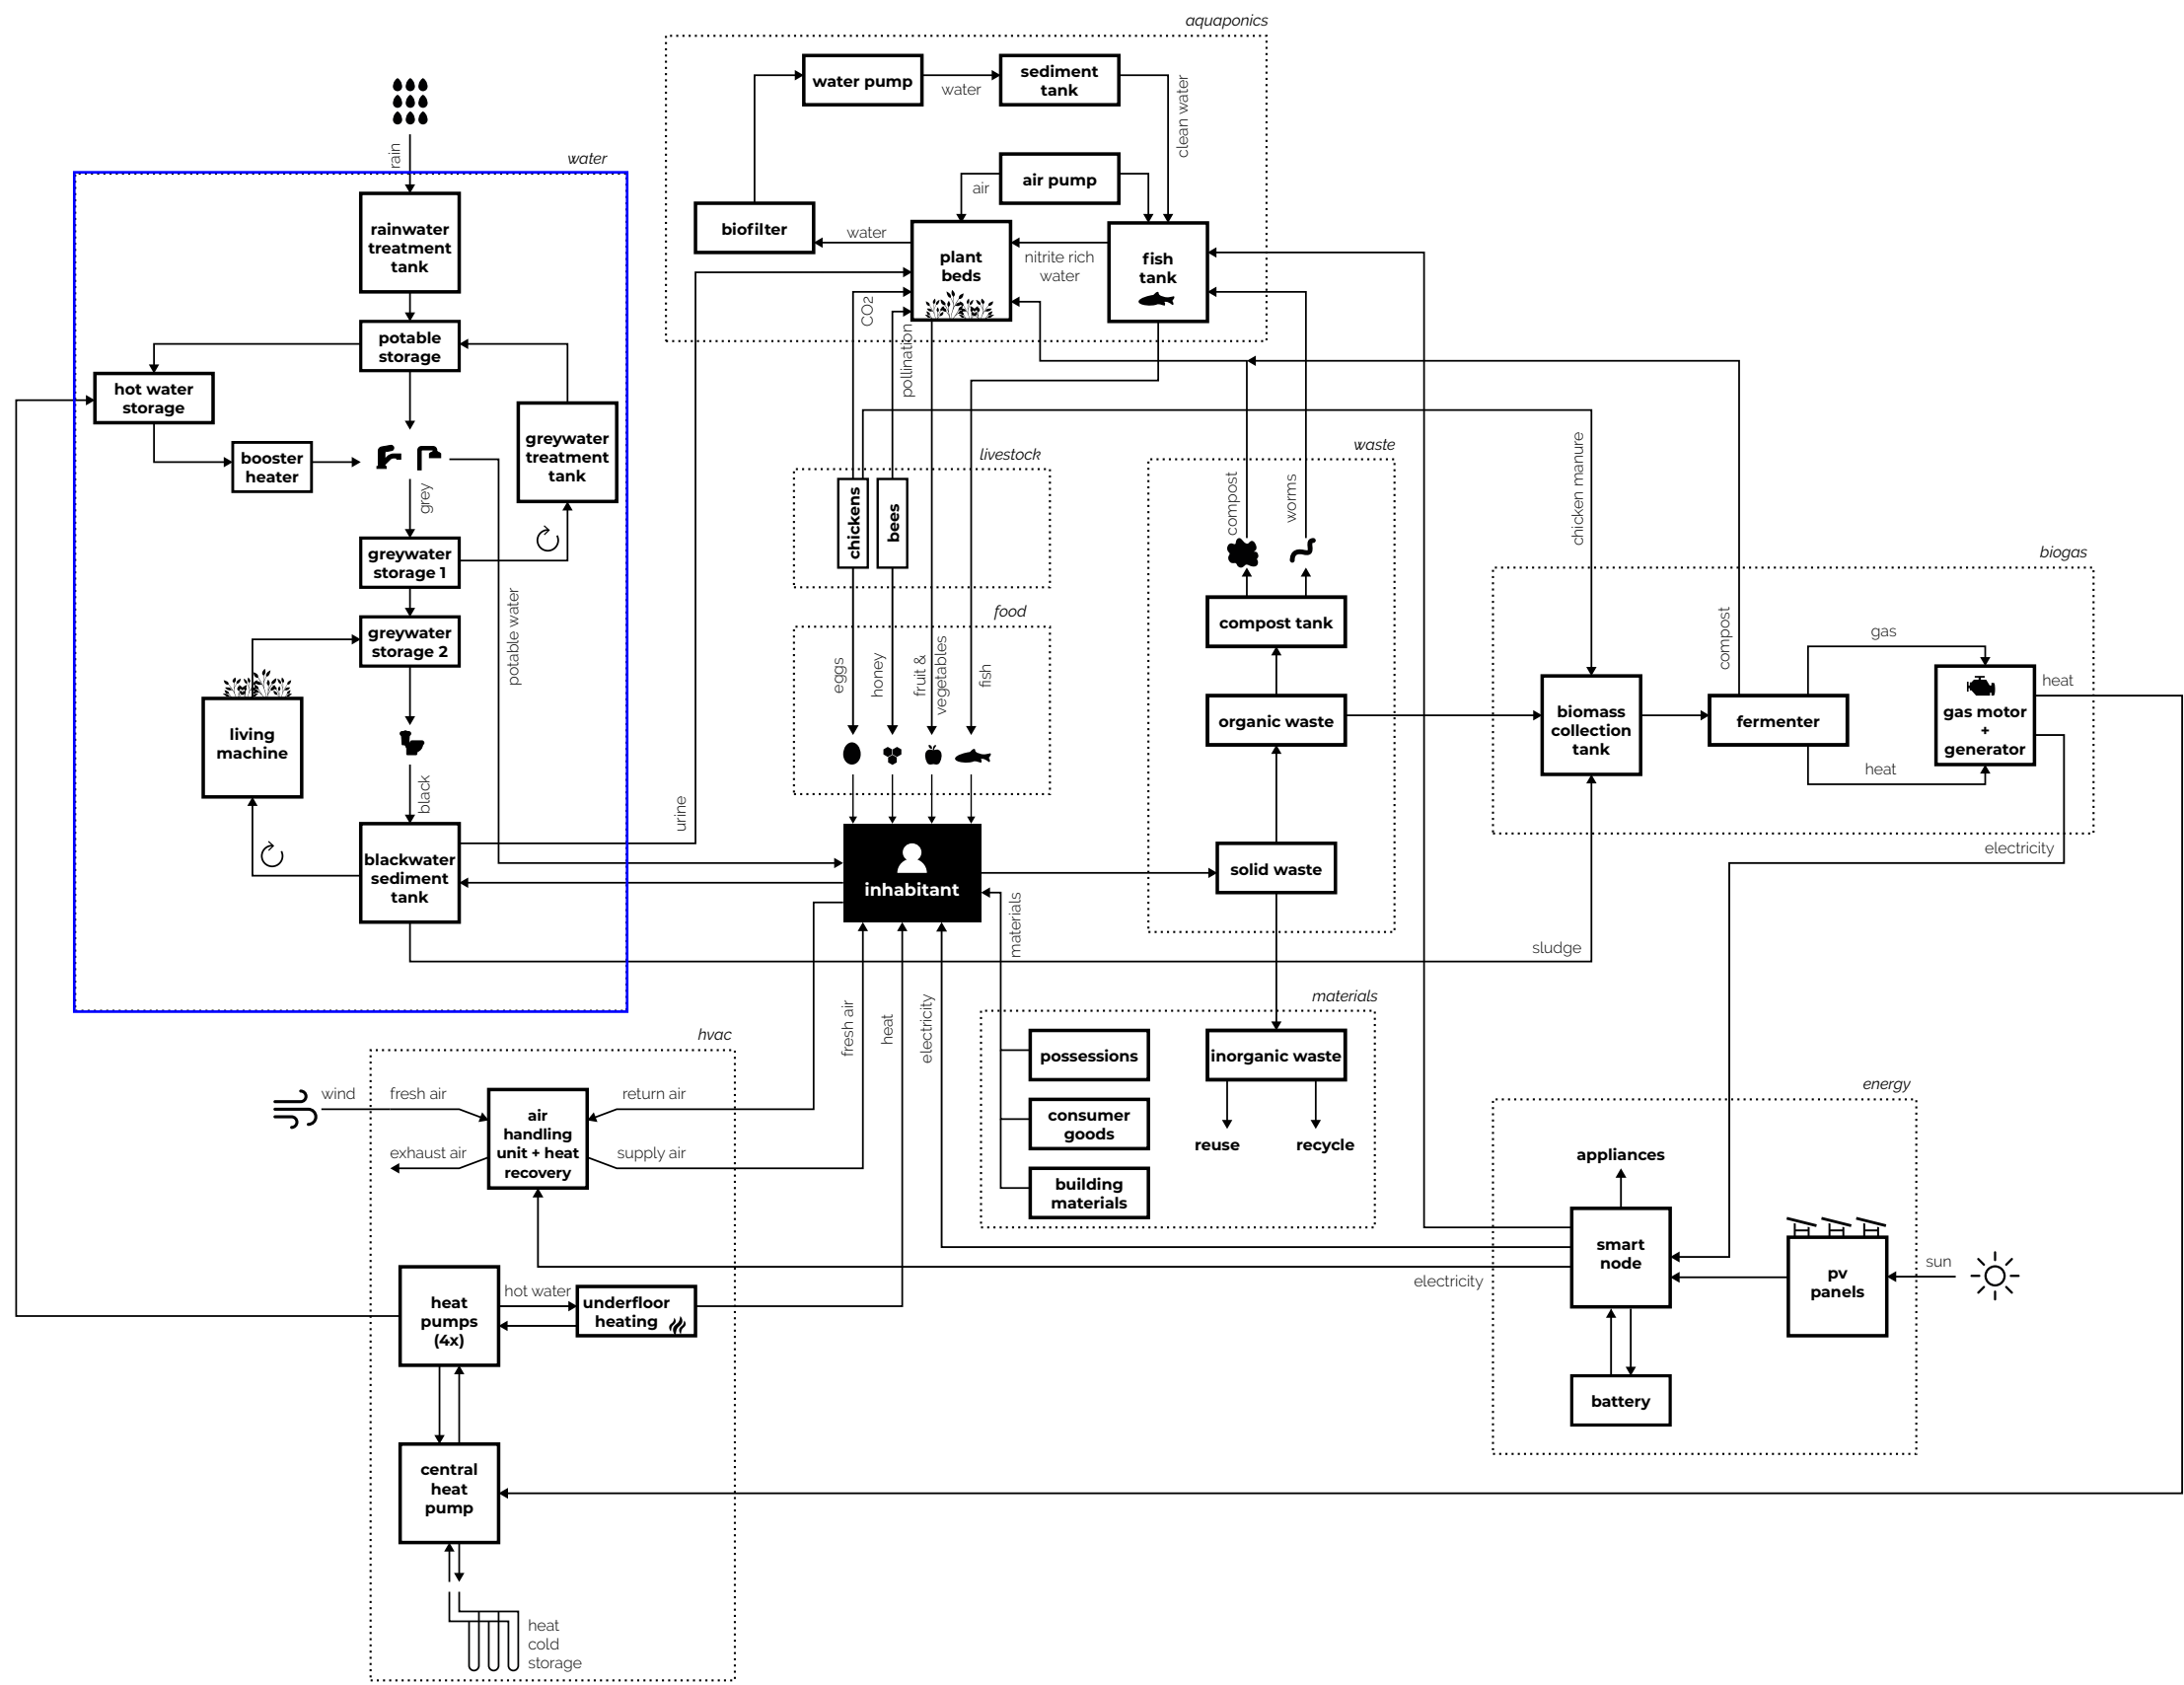 aquaponics
water pump
water
sediment
tank
clean water
air pump
air
biofilter
water
plant
beds
nitrite rich
water
fish
tank
CO2
pollination
rain
water
rainwater
treatment
tank
potable
storage
hot water
storage
booster
heater
greywater
treatment
tank
grey
greywater
storage 1
greywater
storage 2
potable water
living
machine
black
blackwater
sediment
tank
urine
livestock
chickens
bees
food
eggs
honey
fruit &
vegetables
fish
inhabitant
waste
compost
worms
compost tank
organic waste
solid waste
chicken manure
biogas
compost
biomass
collection
tank
fermenter
gas
heat
gas motor
+
generator
heat
electricity
sludge
materials
fresh air
heat
electricity
materials
possessions
consumer
goods
building
materials
inorganic waste
reuse
recycle
hvac
wind
fresh air
exhaust air
air
handling
unit + heat
recovery
return air
supply air
heat
pumps
(4x)
hot water
underfloor
heating
central
heat
pump
heat
cold
storage
energy
appliances
smart
node
electricity
pv
panels
sun
battery